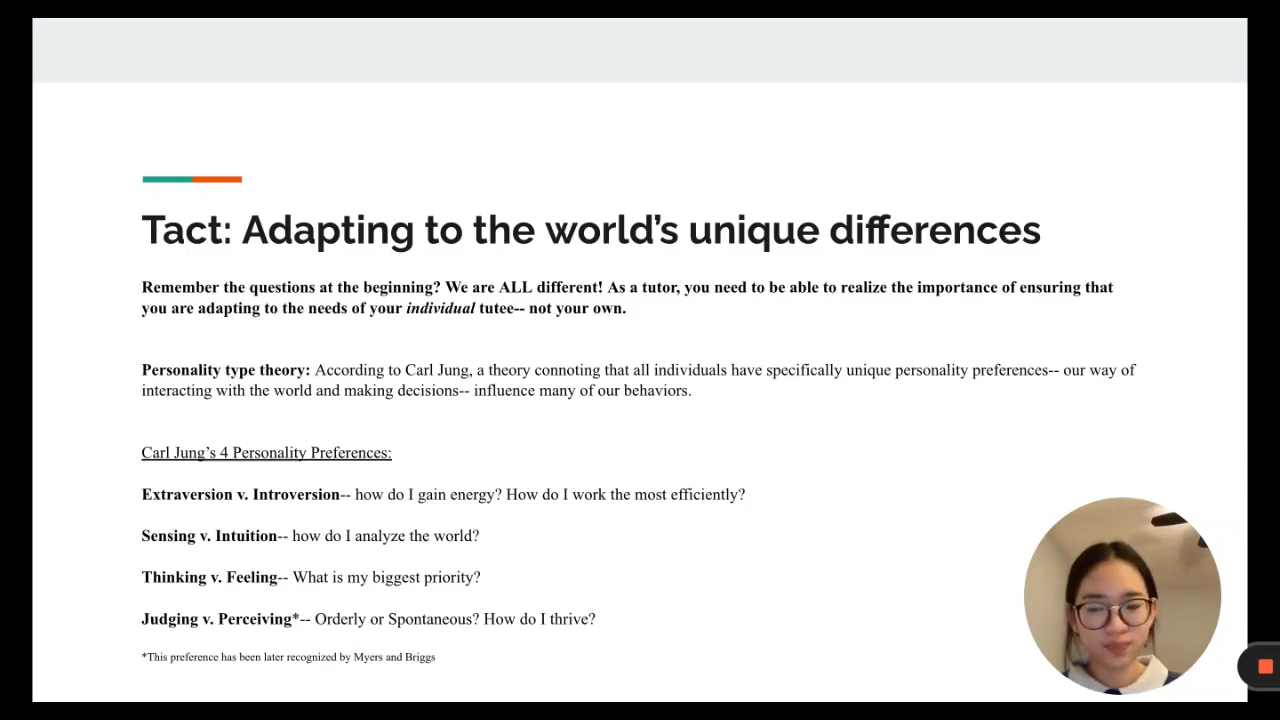 Tact: Adapting to the world’s unique differences
Remember the questions at the beginning? We are ALL different! As a tutor, you need to be able to realize the importance of ensuring that
you are adapting to the needs of your individual tutee-- not your own.
Personality type theory: According to Carl Jung, a theory connoting that all individuals have specifically unique personality preferences-- our way of
interacting with the world and making decisions-- influence many of our behaviors.
Carl Jung’s 4 Personality Preferences:
Extraversion v. Introversion-- how do I gain energy? How do I work the most efficiently?
Sensing v. Intuition-- how do I analyze the world?
Thinking v. Feeling-- What is my biggest priority?
Judging v. Perceiving*-- Orderly or Spontaneous? How do I thrive?
*This preference has been later recognized by Myers and Briggs